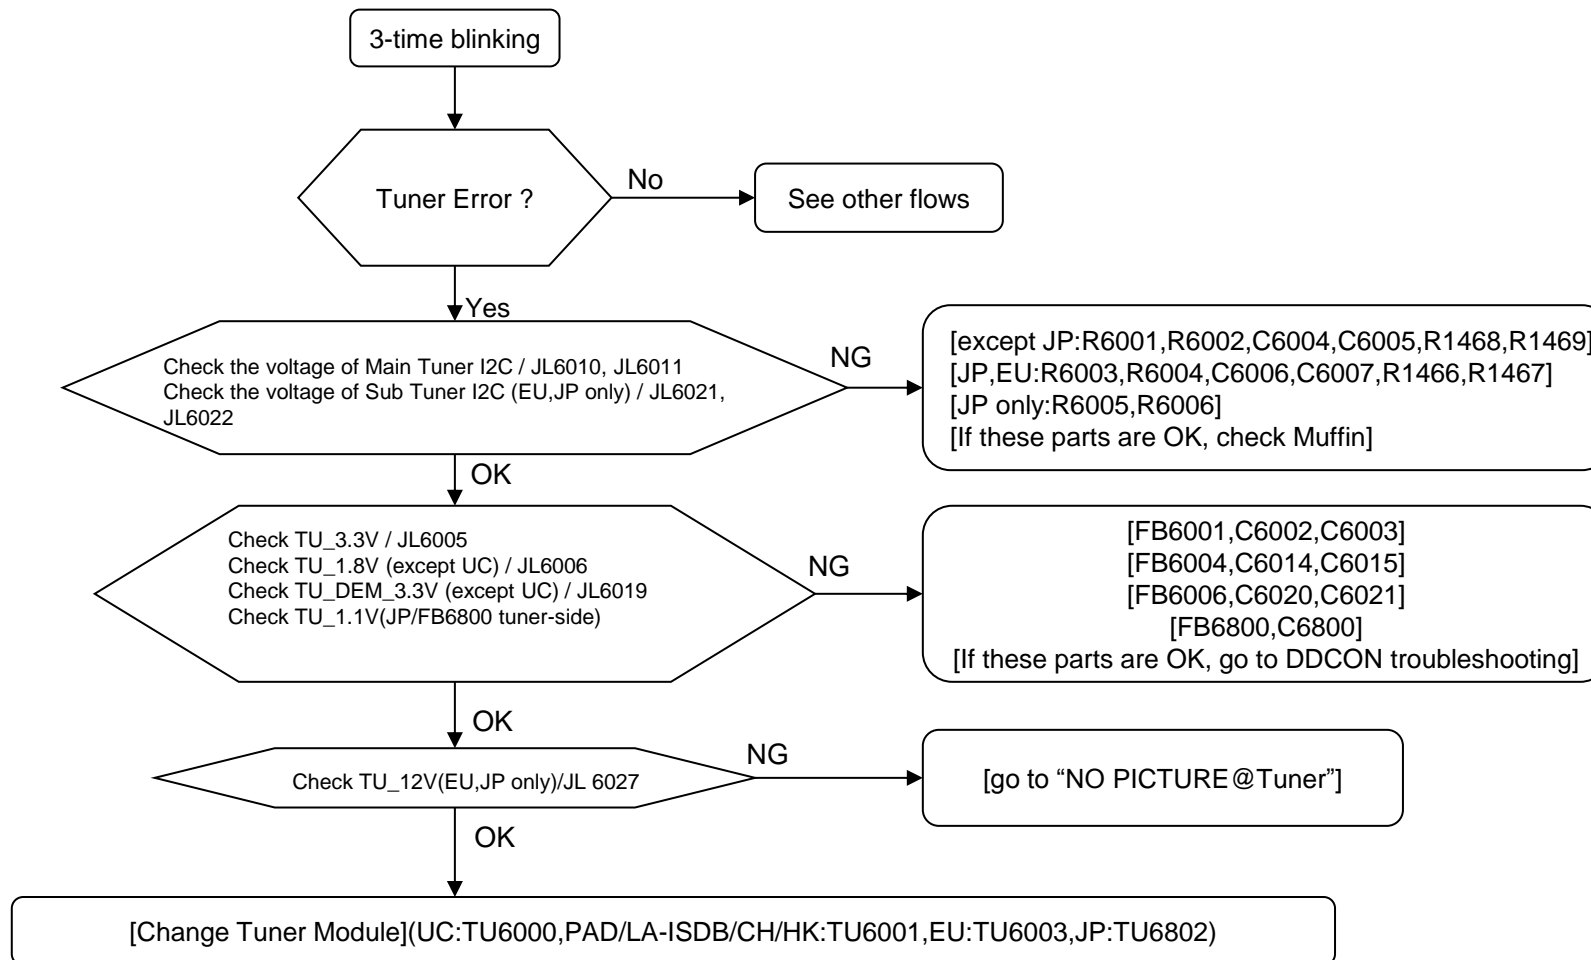 3-time blinking
Tuner Error ?
No
See other flows
Yes
Check the voltage of Main Tuner I2C / JL6010, JL6011
Check the voltage of Sub Tuner I2C (EU,JP only) / JL6021,
JL6022
NG
[except JP:R6001,R6002,C6004,C6005,R1468,R1469]
[JP,EU:R6003,R6004,C6006,C6007,R1466,R1467]
[JP only:R6005,R6006]
[If these parts are OK, check Muffin]
OK
Check TU_3.3V / JL6005
Check TU_1.8V (except UC) / JL6006
Check TU_DEM_3.3V (except UC) / JL6019
Check TU_1.1V(JP/FB6800 tuner-side)
NG
[FB6001,C6002,C6003]
[FB6004,C6014,C6015]
[FB6006,C6020,C6021]
[FB6800,C6800]
[If these parts are OK, go to DDCON troubleshooting]
OK
Check TU_12V(EU,JP only)/JL 6027
NG
[go to “NO PICTURE@Tuner”]
OK
[Change Tuner Module](UC:TU6000,PAD/LA-ISDB/CH/HK:TU6001,EU:TU6003,JP:TU6802)